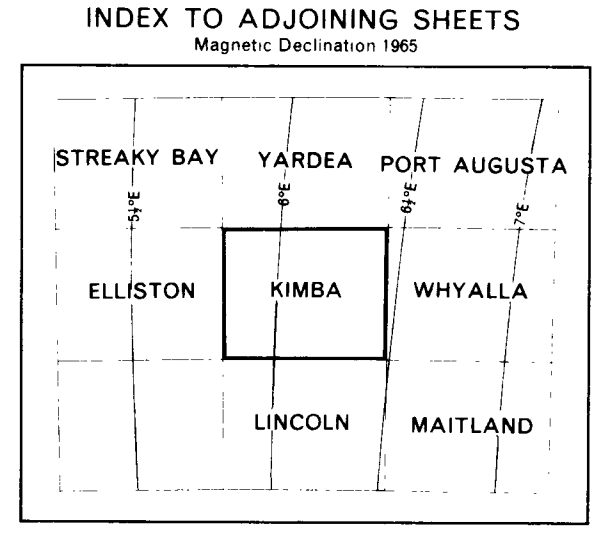 INDEX TO ADJOINING SHEETS
Magnetic Declination 1965
STREAKY BAY YARDEA PORT AUGUSTA
5½°E 6°E 6½°E 7°E
ELLISTON KIMBA WHYALLA
LINCOLN MAITLAND